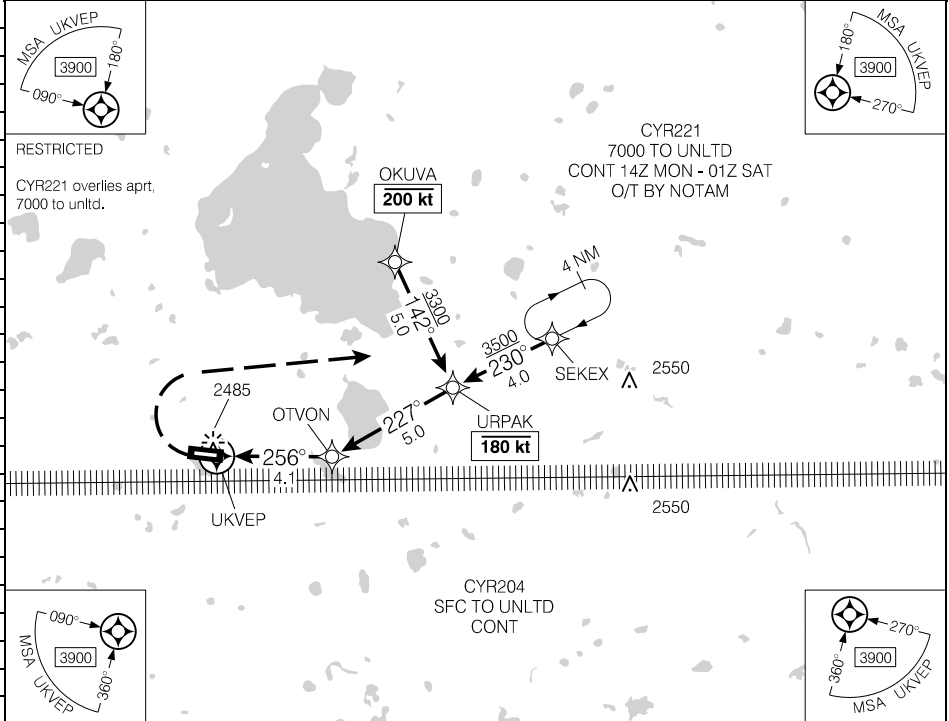 MSA UKVEP
3900
180°
090°
MSA UKVEP
180°
3900
270°
RESTRICTED
CYR221 overlies aprt,
7000 to unltd.
CYR221
7000 TO UNLTD
CONT 14Z MON - 01Z SAT
O/T BY NOTAM
OKUVA
200 kt
4 NM
3300
142°
5.0
3500
230°
4.0
SEKEX
2550
2485
OTVON
227°
5.0
URPAK
180 kt
256°
4.1
UKVEP
2550
CYR204
SFC TO UNLTD
CONT
090°
3900
360°
MSA UKVEP
270°
3900
360°
MSA UKVEP